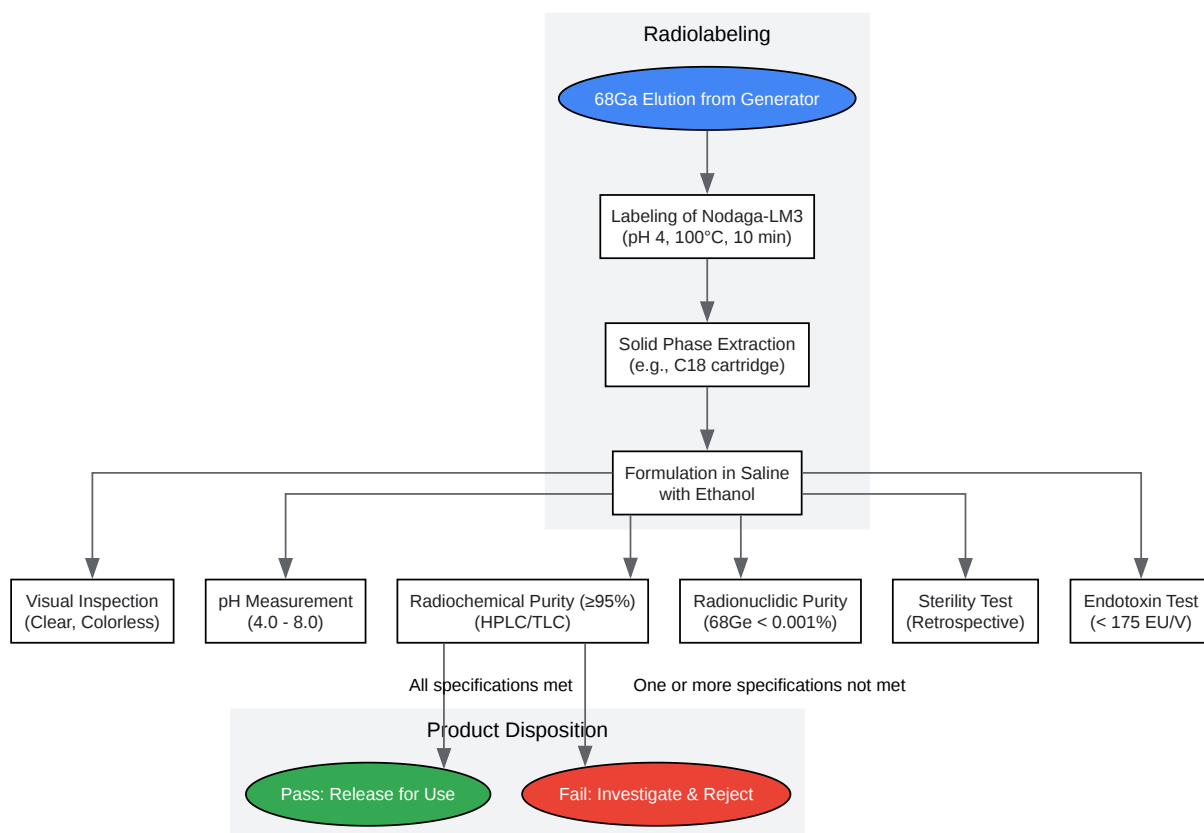 Radiolabeling
68Ga Elution from Generator
Labeling of Nodaga-LM3
(pH 4, 100°C, 10 min)
Solid Phase Extraction
(e.g., C18 cartridge)
Formulation in Saline
with Ethanol
Visual Inspection
(Clear, Colorless)
pH Measurement
(4.0 - 8.0)
Radiochemical Purity (≥95%)
(HPLC/TLC)
Radionuclidic Purity
(68Ge < 0.001%)
Sterility Test
(Retrospective)
Endotoxin Test
(< 175 EU/V)
All specifications met
One or more specifications not met
Product Disposition
Pass: Release for Use
Fail: Investigate & Reject